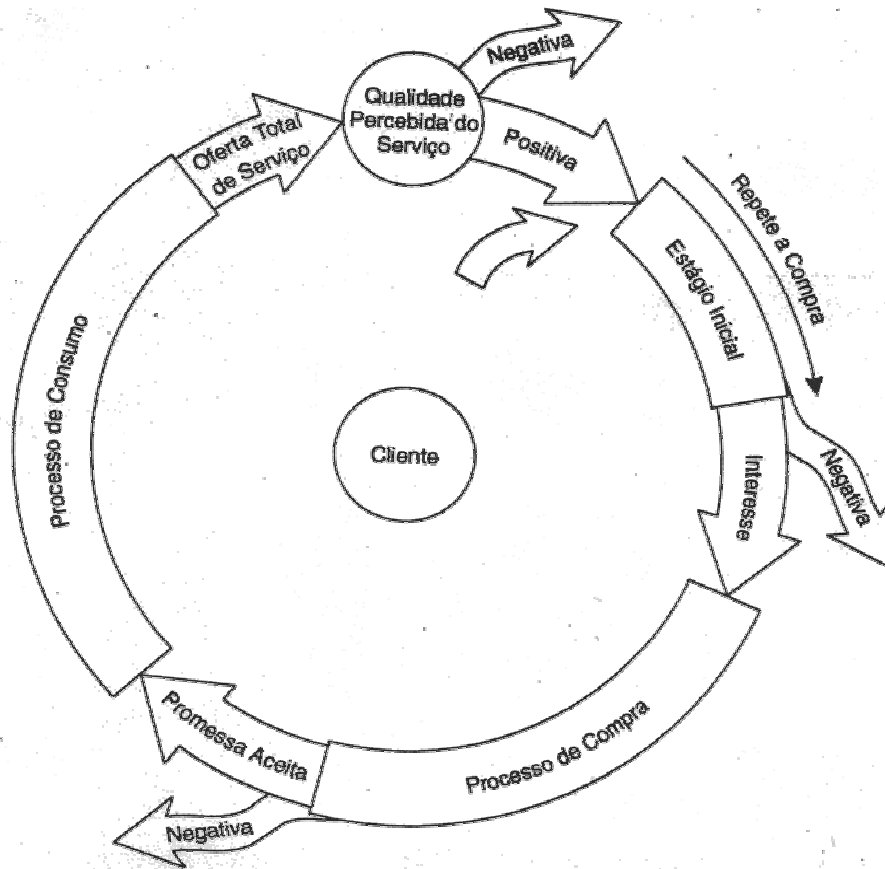 Negativa
Qualidade
Percebida do
Serviço
Positiva
Oferta Total
de Serviço
Repete a Compra
Estágio Inicial
Processo de Consumo
Cliente
Interesse
Negativa
Promessa Aceita
Processo de Compra
Negativa